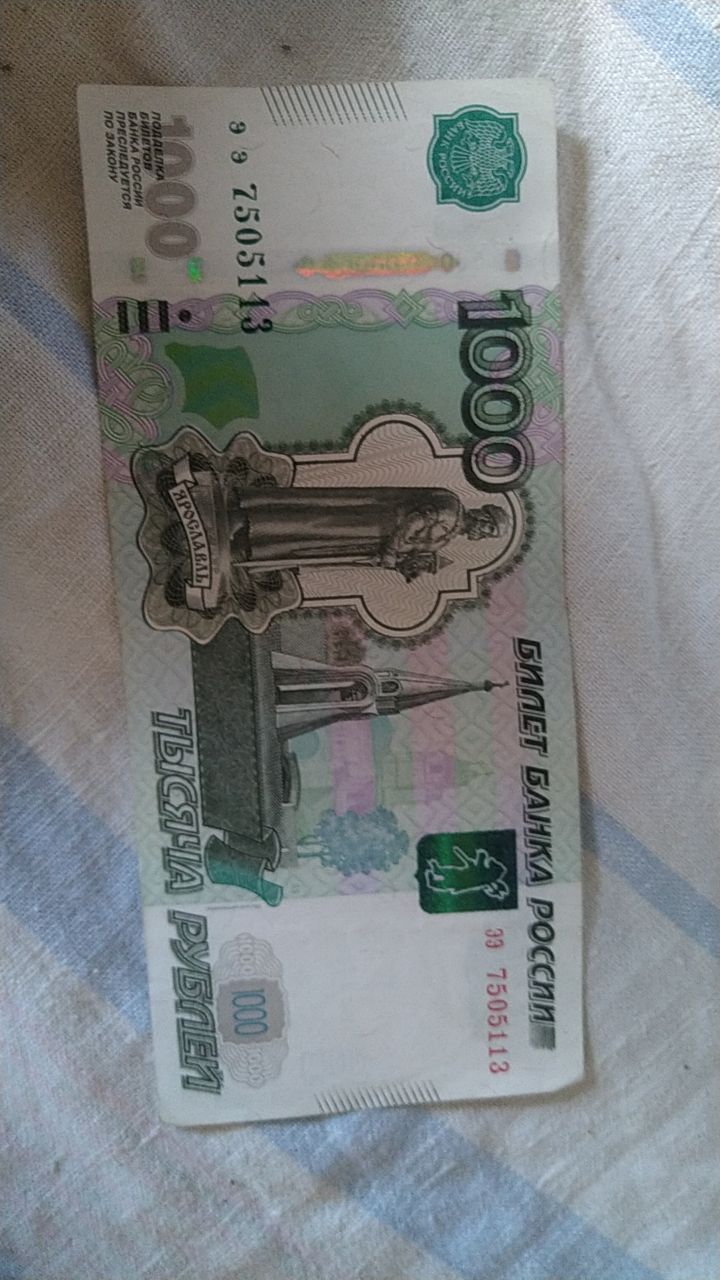 БИЛЕТ БАНКА РОССИИ
1000
ээ 7505113
БАНК РОССИИ
э э 7505113
1000 1000 1000
ЯРОСЛАВЛЬ
ТЫСЯЧА РУБЛЕЙ
1000
ПОДДЕЛКА
БИЛЕТОВ
БАНКА РОССИИ
ПРЕСЛЕДУЕТСЯ
ПО ЗАКОНУ